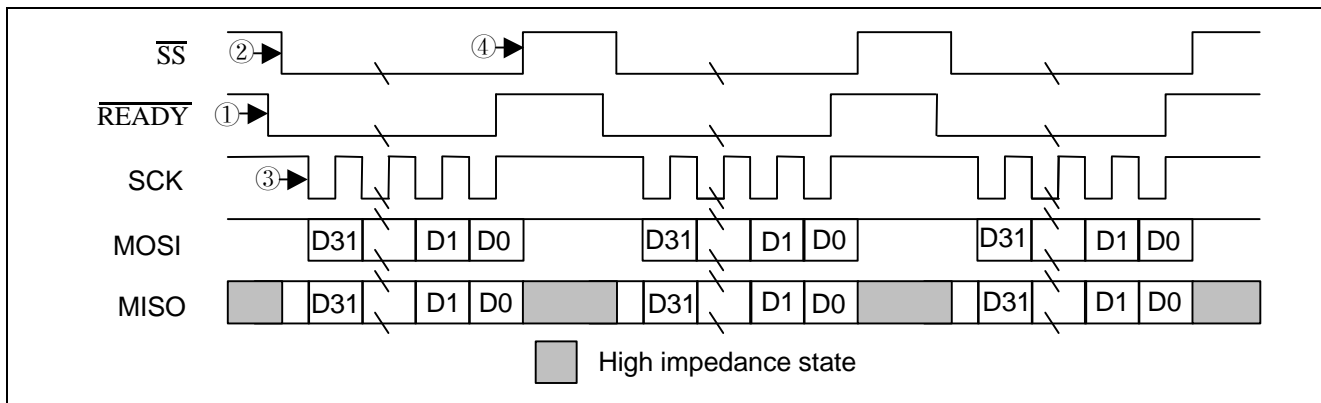 SS ② ④
READY ①
SCK ③
MOSI D31 D1 D0 D31 D1 D0 D31 D1 D0
MISO D31 D1 D0 D31 D1 D0 D31 D1 D0
High impedance state